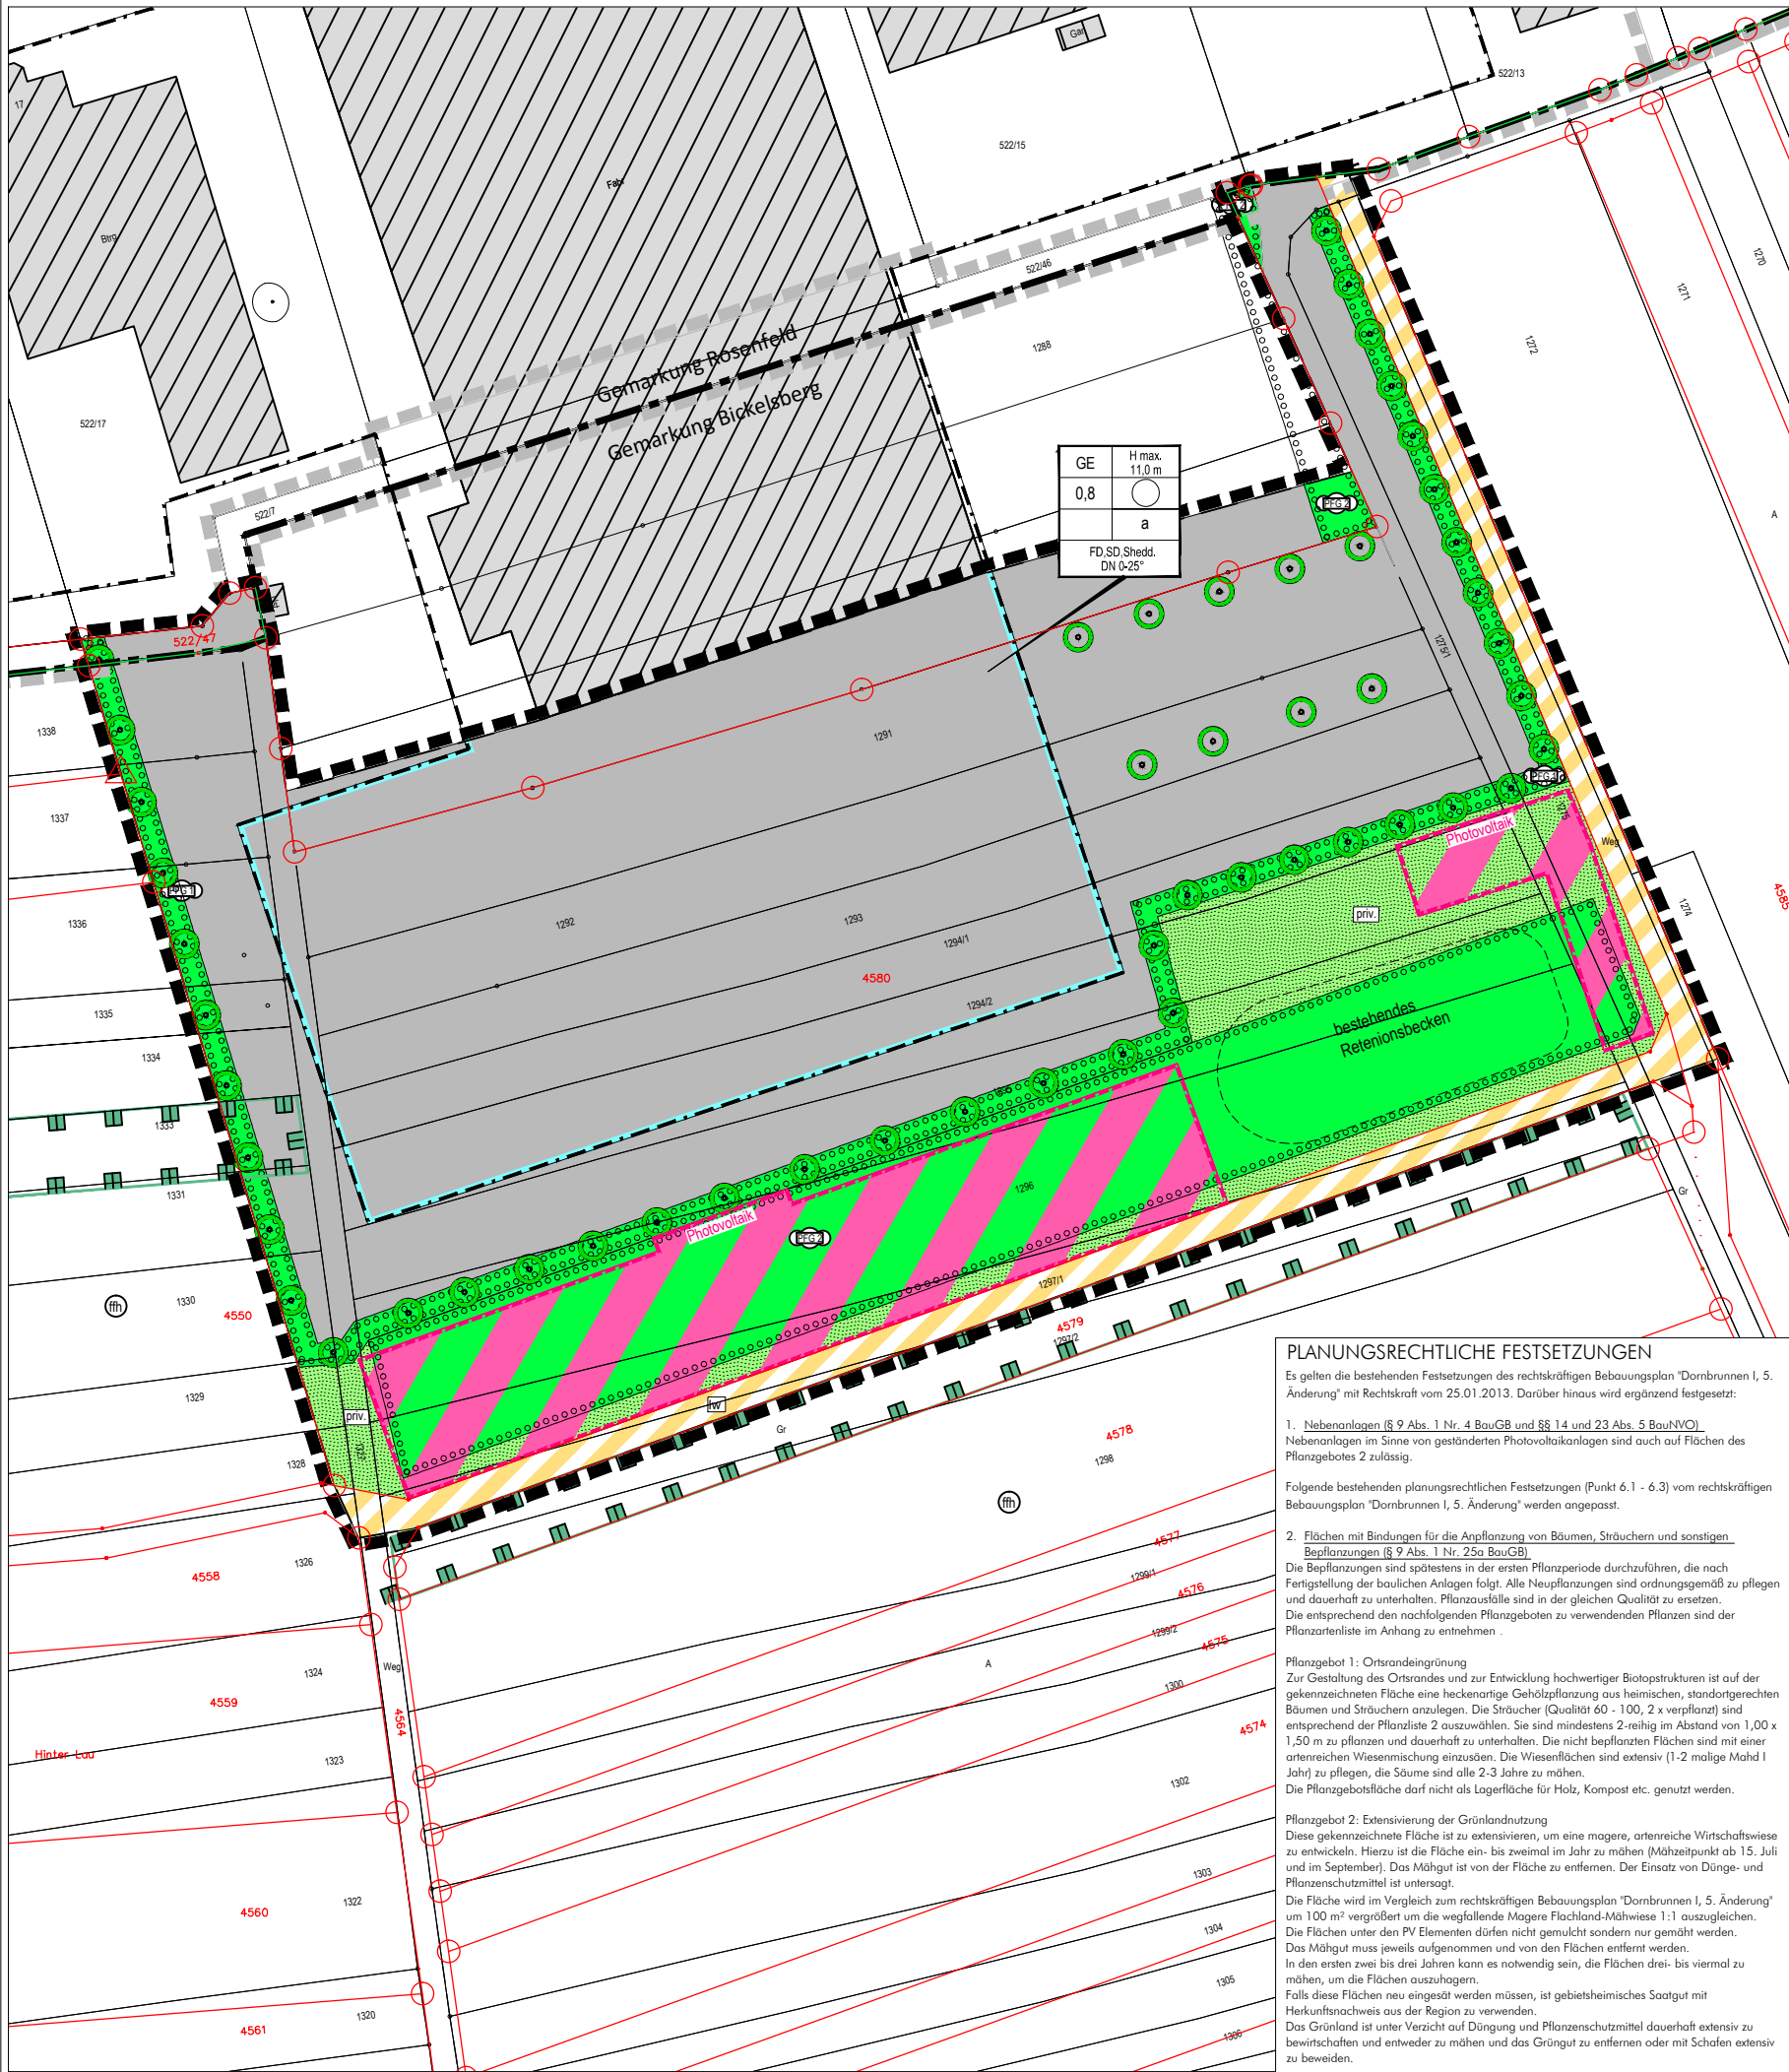 17
Btrg
522/17
Fabr
Gar
522/15
522/13
522/46
522/7
Gemarkung Rosenfeld
Gemarkung Bickelsberg
1288
1270
1271
1272
A
GE
H max.
11,0 m
0,8
a
FD,SD,Shedd.
DN 0-25°
PFG 2
522/47
1338
1337
1336
1335
1334
1333
1331
1330
1329
1328
1326
1324
1323
1322
1320
PFG 1
1291
1292
1293
1294/1
4580
1294/2
1275/1
PFG 1
Photovoltaik
Weg
priv.
1274
4585
bestehendes
Retenionsbecken
Photovoltaik
PFG 2
1296
1297/1
4579
1297/2
lw
Gr
Gr
priv.
ffh
4550
4578
1298
ffh
4577
1299/1
4576
1299/2
4575
A
1300
4574
1302
1303
1304
1305
1306
4558
4559
Weg
4564
Hinter Lau
4560
4561
PLANUNGSRECHTLICHE FESTSETZUNGEN
Es gelten die bestehenden Festsetzungen des rechtskräftigen Bebauungsplan "Dornbrunnen I, 5.
Änderung" mit Rechtskraft vom 25.01.2013. Darüber hinaus wird ergänzend festgesetzt:
1. Nebenanlagen (§ 9 Abs. 1 Nr. 4 BauGB und §§ 14 und 23 Abs. 5 BauNVO)
Nebenanlagen im Sinne von geständerten Photovoltaikanlagen sind auch auf Flächen des
Pflanzgebotes 2 zulässig.
Folgende bestehenden planungsrechtlichen Festsetzungen (Punkt 6.1 - 6.3) vom rechtskräftigen
Bebauungsplan "Dornbrunnen I, 5. Änderung" werden angepasst.
2. Flächen mit Bindungen für die Anpflanzung von Bäumen, Sträuchern und sonstigen
Bepflanzungen (§ 9 Abs. 1 Nr. 25a BauGB)
Die Bepflanzungen sind spätestens in der ersten Pflanzperiode durchzuführen, die nach
Fertigstellung der baulichen Anlagen folgt. Alle Neupflanzungen sind ordnungsgemäß zu pflegen
und dauerhaft zu unterhalten. Pflanzausfälle sind in der gleichen Qualität zu ersetzen.
Die entsprechend den nachfolgenden Pflanzgeboten zu verwendenden Pflanzen sind der
Pflanzartenliste im Anhang zu entnehmen .
Pflanzgebot 1: Ortsrandeingrünung
Zur Gestaltung des Ortsrandes und zur Entwicklung hochwertiger Biotopstrukturen ist auf der
gekennzeichneten Fläche eine heckenartige Gehölzpflanzung aus heimischen, standortgerechten
Bäumen und Sträuchern anzulegen. Die Sträucher (Qualität 60 - 100, 2 x verpflanzt) sind
entsprechend der Pflanzliste 2 auszuwählen. Sie sind mindestens 2-reihig im Abstand von 1,00 x
1,50 m zu pflanzen und dauerhaft zu unterhalten. Die nicht bepflanzten Flächen sind mit einer
artenreichen Wiesenmischung einzusäen. Die Wiesenflächen sind extensiv (1-2 malige Mahd I
Jahr) zu pflegen, die Säume sind alle 2-3 Jahre zu mähen.
Die Pflanzgebotsfläche darf nicht als Lagerfläche für Holz, Kompost etc. genutzt werden.
Pflanzgebot 2: Extensivierung der Grünlandnutzung
Diese gekennzeichnete Fläche ist zu extensivieren, um eine magere, artenreiche Wirtschaftswiese
zu entwickeln. Hierzu ist die Fläche ein- bis zweimal im Jahr zu mähen (Mähzeitpunkt ab 15. Juli
und im September). Das Mähgut ist von der Fläche zu entfernen. Der Einsatz von Dünge- und
Pflanzenschutzmittel ist untersagt.
Die Fläche wird im Vergleich zum rechtskräftigen Bebauungsplan "Dornbrunnen I, 5. Änderung"
um 100 m² vergrößert um die wegfallende Magere Flachland-Mähwiese 1:1 auszugleichen.
Die Flächen unter den PV Elementen dürfen nicht gemulcht sondern nur gemäht werden.
Das Mähgut muss jeweils aufgenommen und von den Flächen entfernt werden.
In den ersten zwei bis drei Jahren kann es notwendig sein, die Flächen drei- bis viermal zu
mähen, um die Flächen auszuhagern.
Falls diese Flächen neu eingesät werden müssen, ist gebietsheimisches Saatgut mit
Herkunftsnachweis aus der Region zu verwenden.
Das Grünland ist unter Verzicht auf Düngung und Pflanzenschutzmittel dauerhaft extensiv zu
bewirtschaften und entweder zu mähen und das Grüngut zu entfernen oder mit Schafen extensiv
zu beweiden.